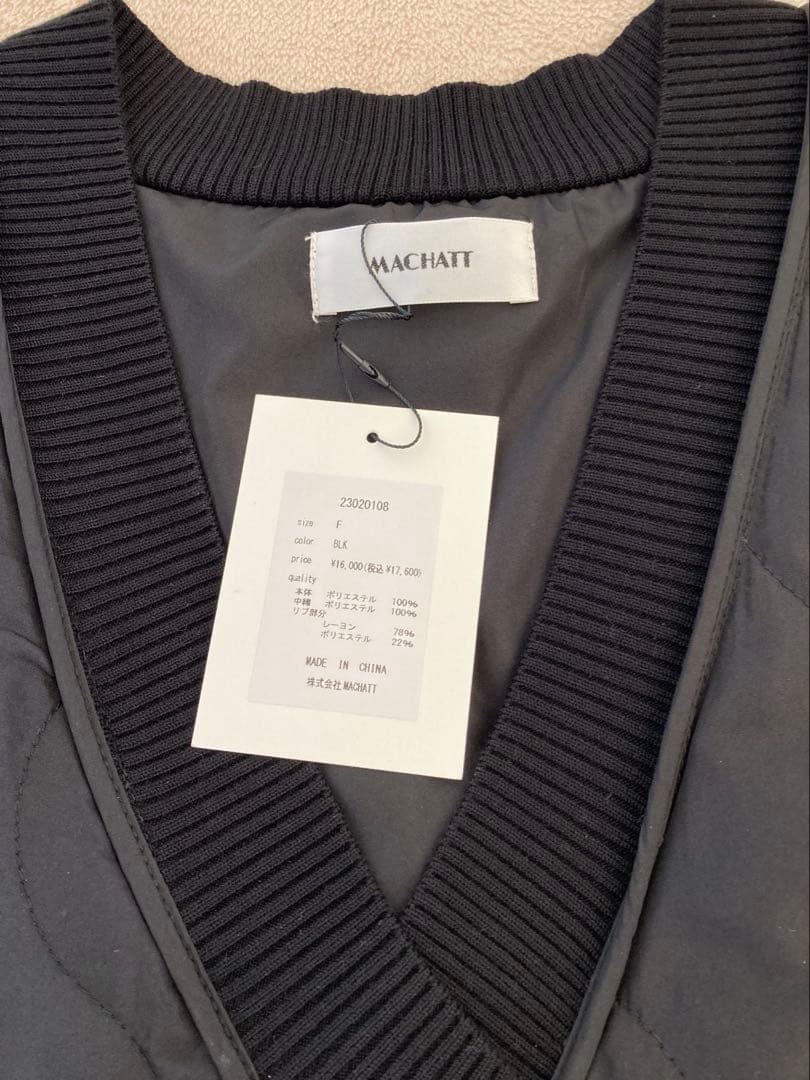 MACHATT
23020108
size F
color BLK
price ¥16,000(税込¥17,600)
quality
本体 ポリエステル 100%
中綿 ポリエステル 100%
リブ部分
レーヨン 78%
ポリエステル 22%
MADE IN CHINA
株式会社MACHATT